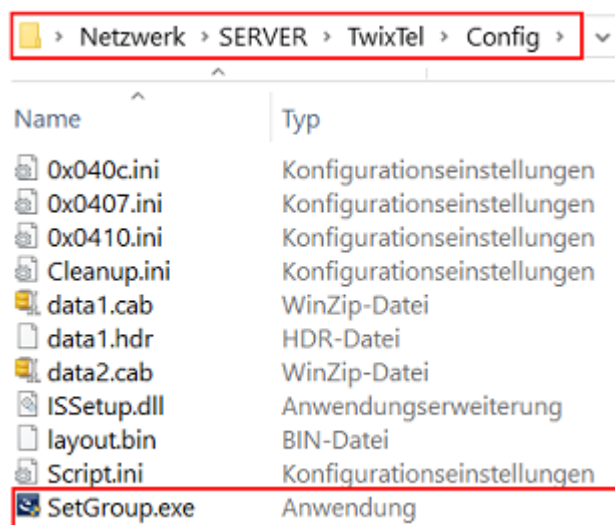 Netzwerk > SERVER > TwixTel > Config >
Name Typ
0x040c.ini Konfigurationseinstellungen
0x0407.ini Konfigurationseinstellungen
0x0410.ini Konfigurationseinstellungen
Cleanup.ini Konfigurationseinstellungen
data1.cab WinZip-Datei
data1.hdr HDR-Datei
data2.cab WinZip-Datei
ISSetup.dll Anwendungserweiterung
layout.bin BIN-Datei
Script.ini Konfigurationseinstellungen
SetGroup.exe Anwendung